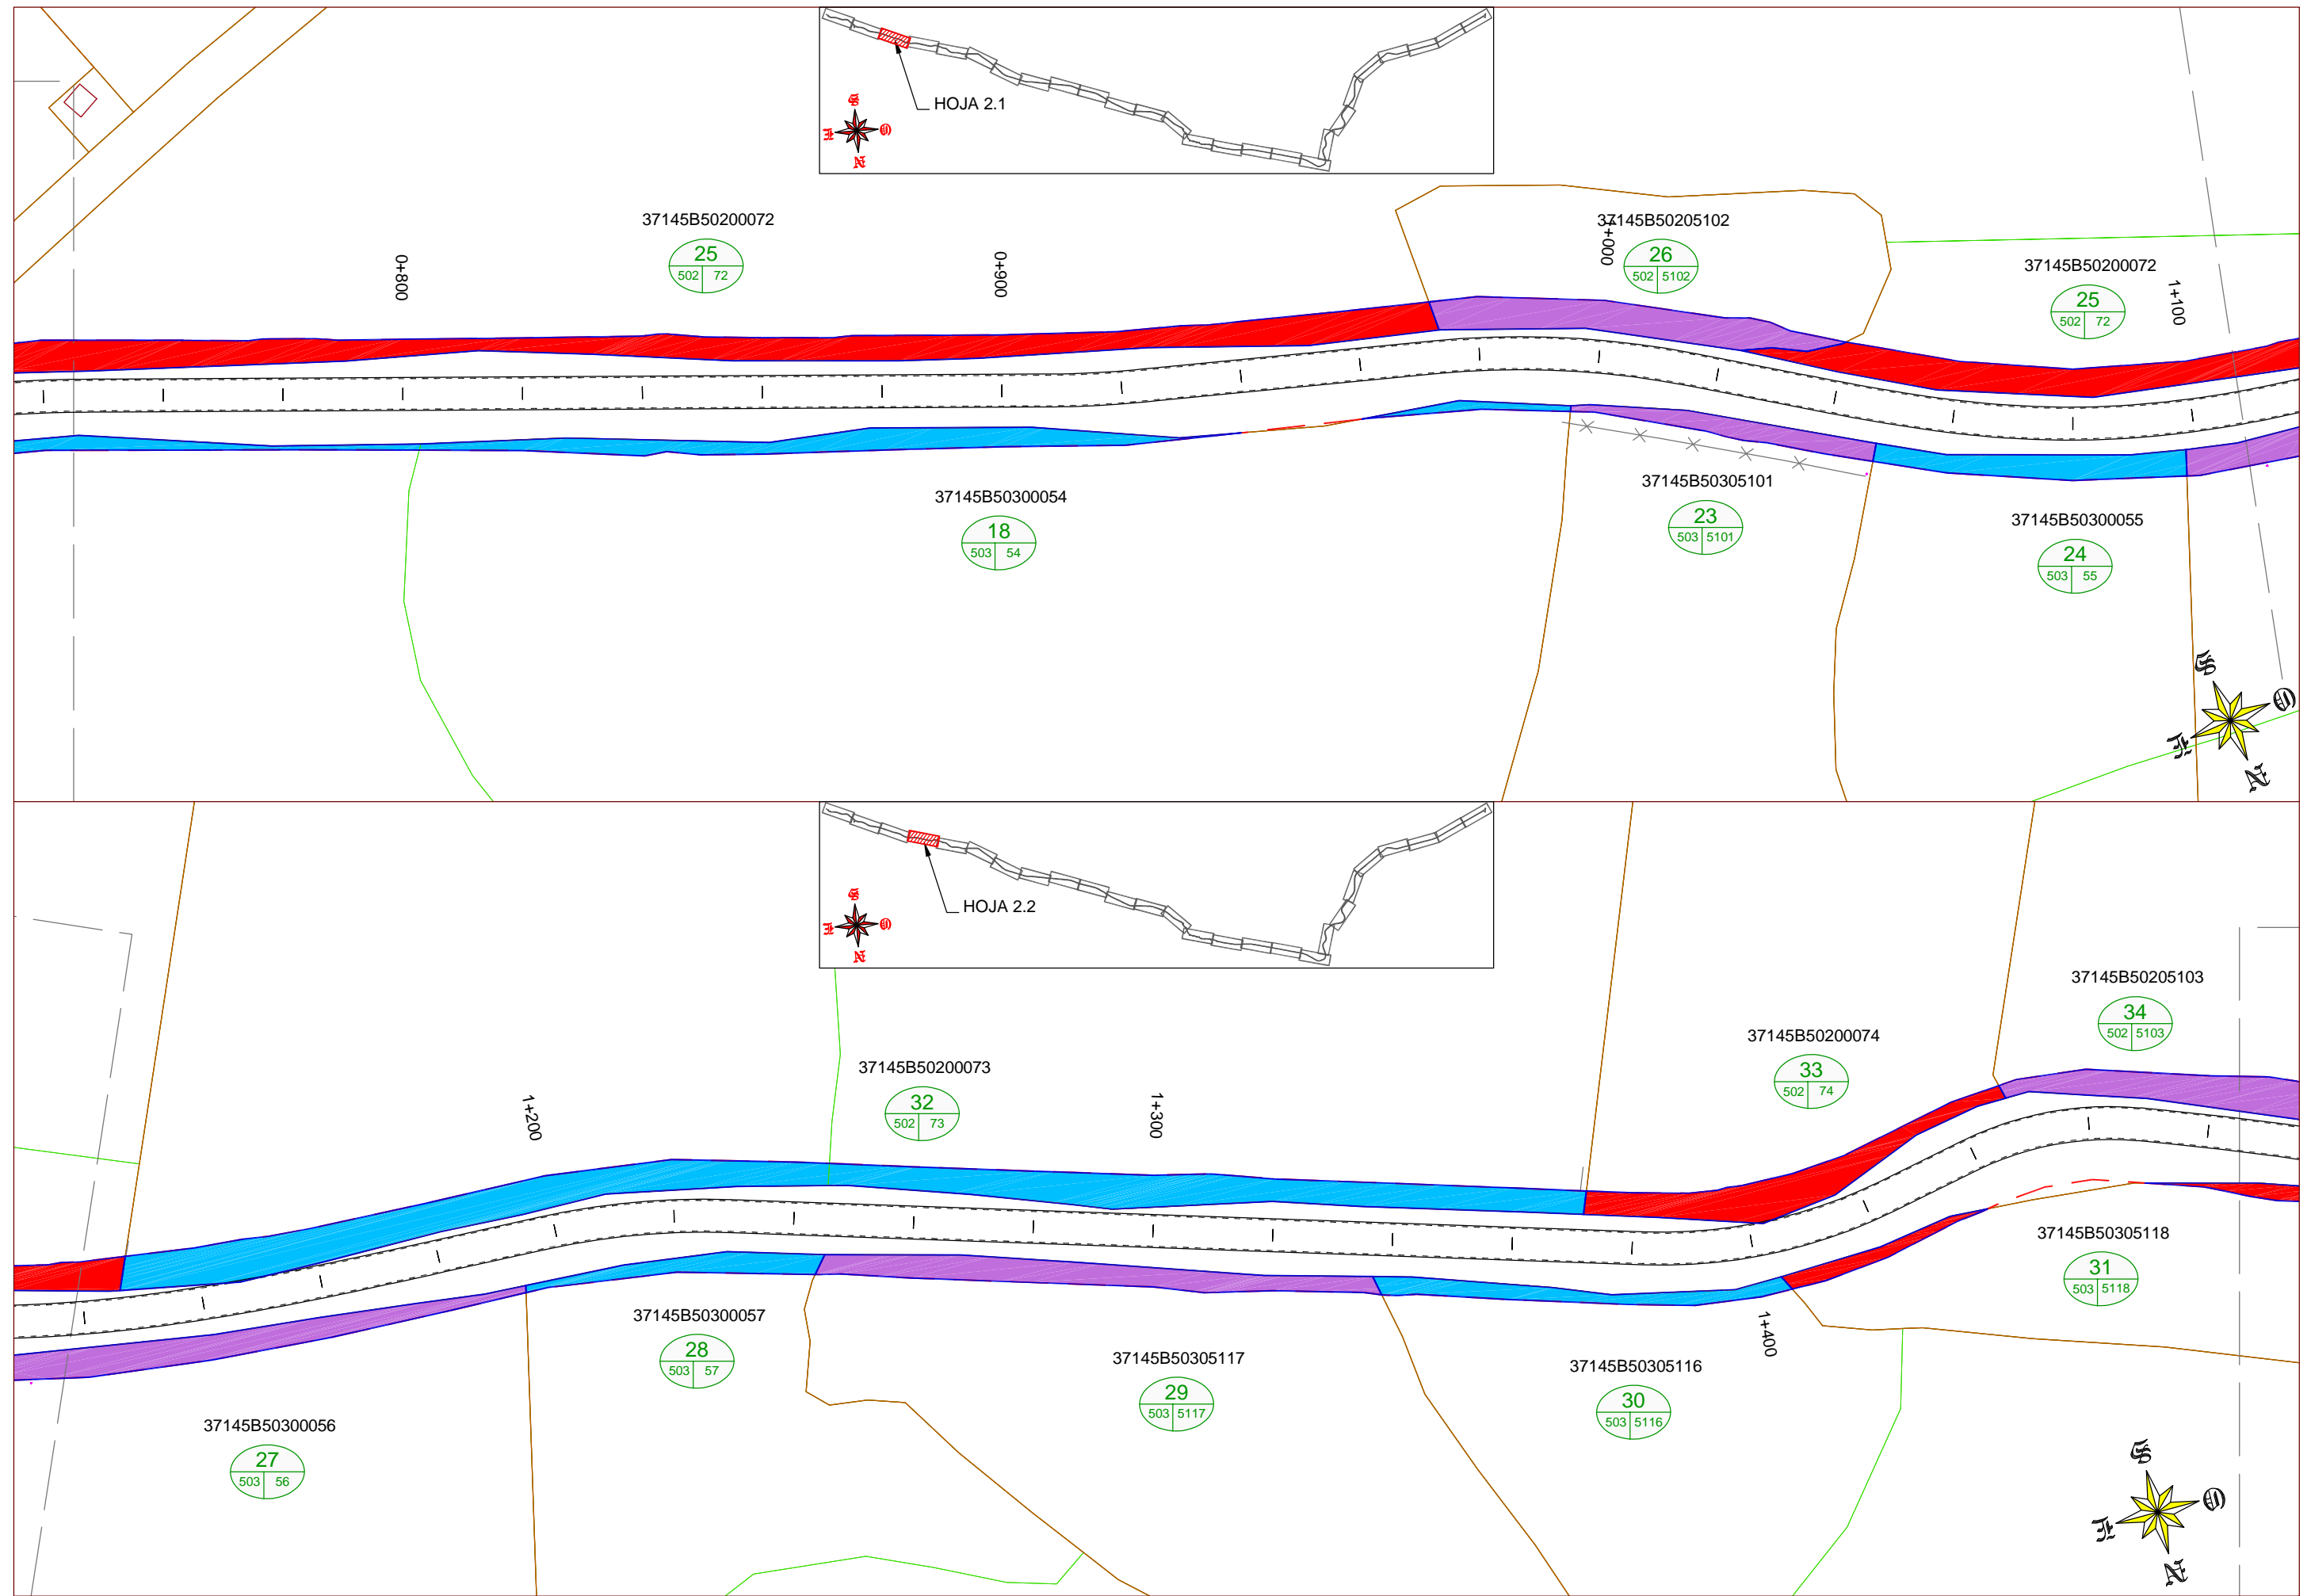 HOJA 2.1
S
E
O
N
37145B50200072
25
502 72
37145B50205102
26
502 5102
37145B50200072
25
502 72
0+800
0+900
1+000
1+100
37145B50300054
18
503 54
37145B50305101
23
503 5101
37145B50300055
24
503 55
S
O
E
N
HOJA 2.2
S
E
O
N
37145B50205103
34
502 5103
37145B50200074
33
502 74
37145B50200073
32
502 73
1+200
1+300
37145B50305118
31
503 5118
37145B50300057
28
503 57
1+400
37145B50305117
29
503 5117
37145B50305116
30
503 5116
37145B50300056
27
503 56
S
O
E
N